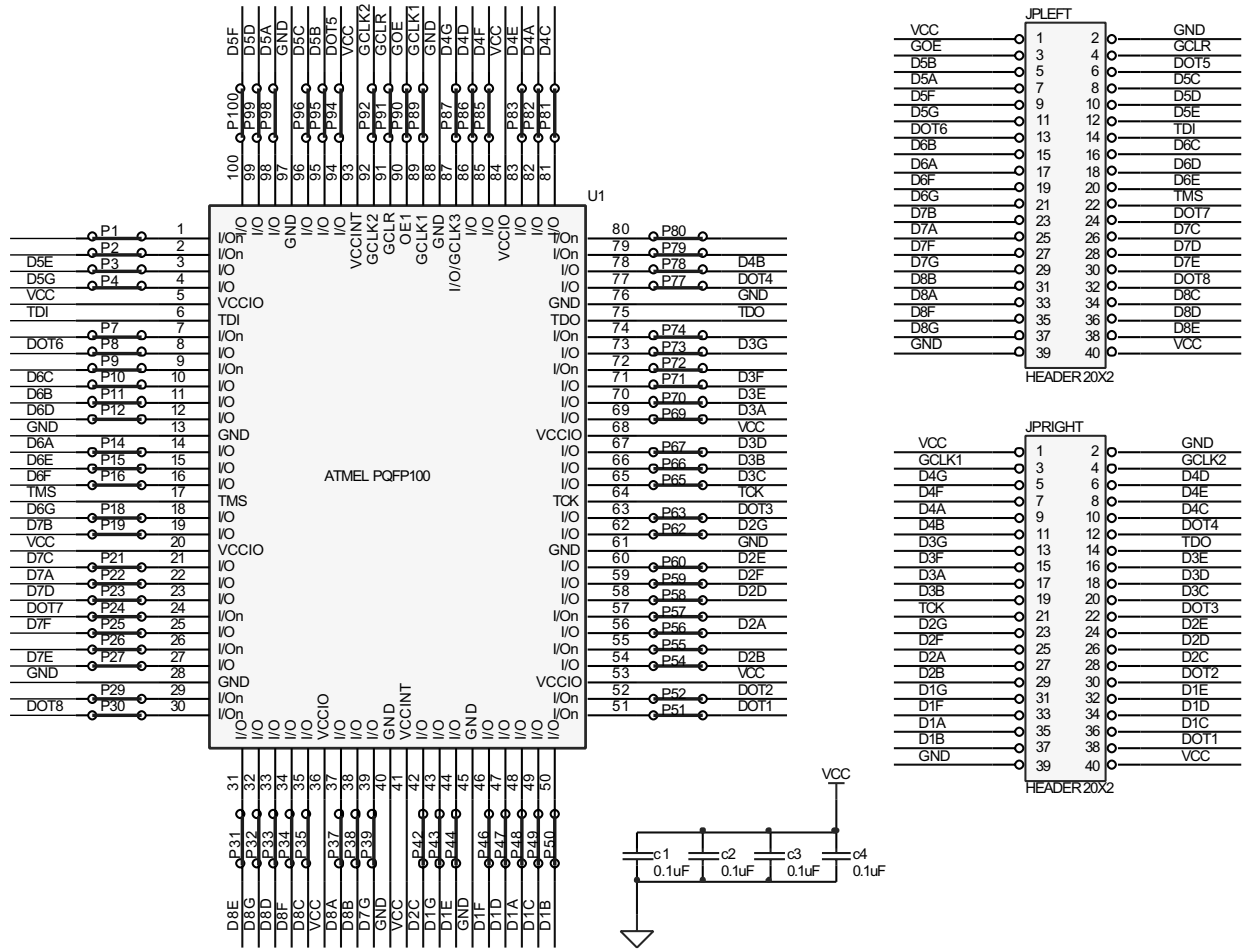 D5F D5D D5A GND D5C D5B DOT5 VCC GCLK2 GCLR GOE GCLK1 GND D4G D4D D4F VCC D4E D4A D4C
P100 P99 P98 P96 P95 P94 P92 P91 P90 P89 P87 P86 P85 P83 P82 P81
100 99 98 97 96 95 94 93 92 91 90 89 88 87 86 85 84 83 82 81
U1
I/O I/O I/O GND I/O I/O I/O VCCINT GCLK2 GCLR OE1 GCLK1 GND I/O/GCLK3 I/O I/O VCCIO I/O I/O I/O
P1 1 I/On
P2 2 I/On
D5E P3 3 I/O
D5G P4 4 I/O
VCC 5 VCCIO
TDI 6 TDI
P7 7 I/On
DOT6 P8 8 I/O
P9 9 I/On
D6C P10 10 I/O
D6B P11 11 I/O
D6D P12 12 I/O
GND 13 GND
D6A P14 14 I/O
D6E P15 15 I/O
D6F P16 16 I/O
TMS 17 TMS
D6G P18 18 I/O
D7B P19 19 I/O
VCC 20 VCCIO
D7C P21 21 I/O
D7A P22 22 I/O
D7D P23 23 I/O
DOT7 P24 24 I/On
D7F P25 25 I/O
P26 26 I/On
D7E P27 27 I/O
GND 28 GND
P29 29 I/On
DOT8 P30 30 I/On
ATMEL PQFP100
I/On 80 P80
I/On 79 P79
I/O 78 P78 D4B
I/O 77 P77 DOT4
GND 76 GND
TDO 75 TDO
I/On 74 P74
I/O 73 P73 D3G
I/On 72 P72
I/O 71 P71 D3F
I/O 70 P70 D3E
I/O 69 P69 D3A
VCCIO 68 VCC
I/O 67 P67 D3D
I/O 66 P66 D3B
I/O 65 P65 D3C
TCK 64 TCK
I/O 63 P63 DOT3
I/O 62 P62 D2G
GND 61 GND
I/O 60 P60 D2E
I/O 59 P59 D2F
I/O 58 P58 D2D
I/On 57 P57
I/O 56 P56 D2A
I/On 55 P55
I/O 54 P54 D2B
VCCIO 53 VCC
I/On 52 P52 DOT2
I/On 51 P51 DOT1
I/O I/O I/O I/O I/O VCCIO I/O I/O I/O GND VCCINT I/O I/O I/O GND I/O I/O I/O I/O I/O
31 32 33 34 35 36 37 38 39 40 41 42 43 44 45 46 47 48 49 50
P31 P32 P33 P34 P35 P37 P38 P39 P42 P43 P44 P46 P47 P48 P49 P50
D8E D8G D8D D8F D8C VCC D8A D8B D7G GND VCC D2C D1G D1E GND D1F D1D D1A D1C D1B
JPLEFT
VCC 1 2 GND
GOE 3 4 GCLR
D5B 5 6 DOT5
D5A 7 8 D5C
D5F 9 10 D5D
D5G 11 12 D5E
DOT6 13 14 TDI
D6B 15 16 D6C
D6A 17 18 D6D
D6F 19 20 D6E
D6G 21 22 TMS
D7B 23 24 DOT7
D7A 25 26 D7C
D7F 27 28 D7D
D7G 29 30 D7E
D8B 31 32 DOT8
D8A 33 34 D8C
D8F 35 36 D8D
D8G 37 38 D8E
GND 39 40 VCC
HEADER 20X2
JPRIGHT
VCC 1 2 GND
GCLK1 3 4 GCLK2
D4G 5 6 D4D
D4F 7 8 D4E
D4A 9 10 D4C
D4B 11 12 DOT4
D3G 13 14 TDO
D3F 15 16 D3E
D3A 17 18 D3D
D3B 19 20 D3C
TCK 21 22 DOT3
D2G 23 24 D2E
D2F 25 26 D2D
D2A 27 28 D2C
D2B 29 30 DOT2
D1G 31 32 D1E
D1F 33 34 D1D
D1A 35 36 D1C
D1B 37 38 DOT1
GND 39 40 VCC
HEADER 20X2
VCC
c1 c2 c3 c4
0.1uF 0.1uF 0.1uF 0.1uF